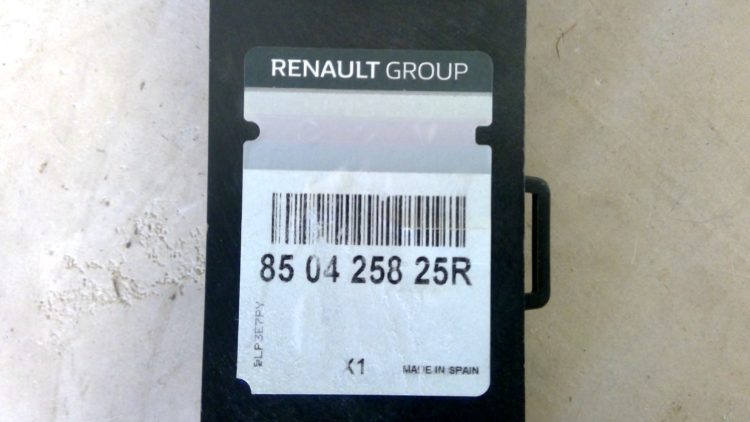 RENAULT GROUP
85 04 258 25R
X1
MADE IN SPAIN